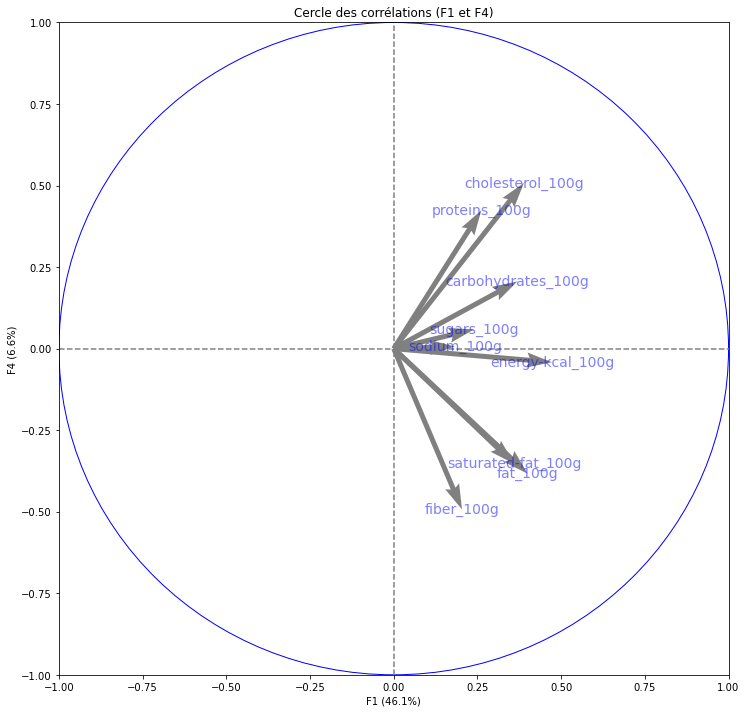 Cercle des corrélations (F1 et F4)
1.00
0.75
0.50
0.25
0.00
−0.25
−0.50
−0.75
−1.00
F4 (6.6%)
cholesterol_100g
proteins_100g
carbohydrates_100g
sugars_100g
sodium_100g
energy-kcal_100g
saturated-fat_100g
fat_100g
fiber_100g
−1.00 −0.75 −0.50 −0.25 0.00 0.25 0.50 0.75 1.00
F1 (46.1%)